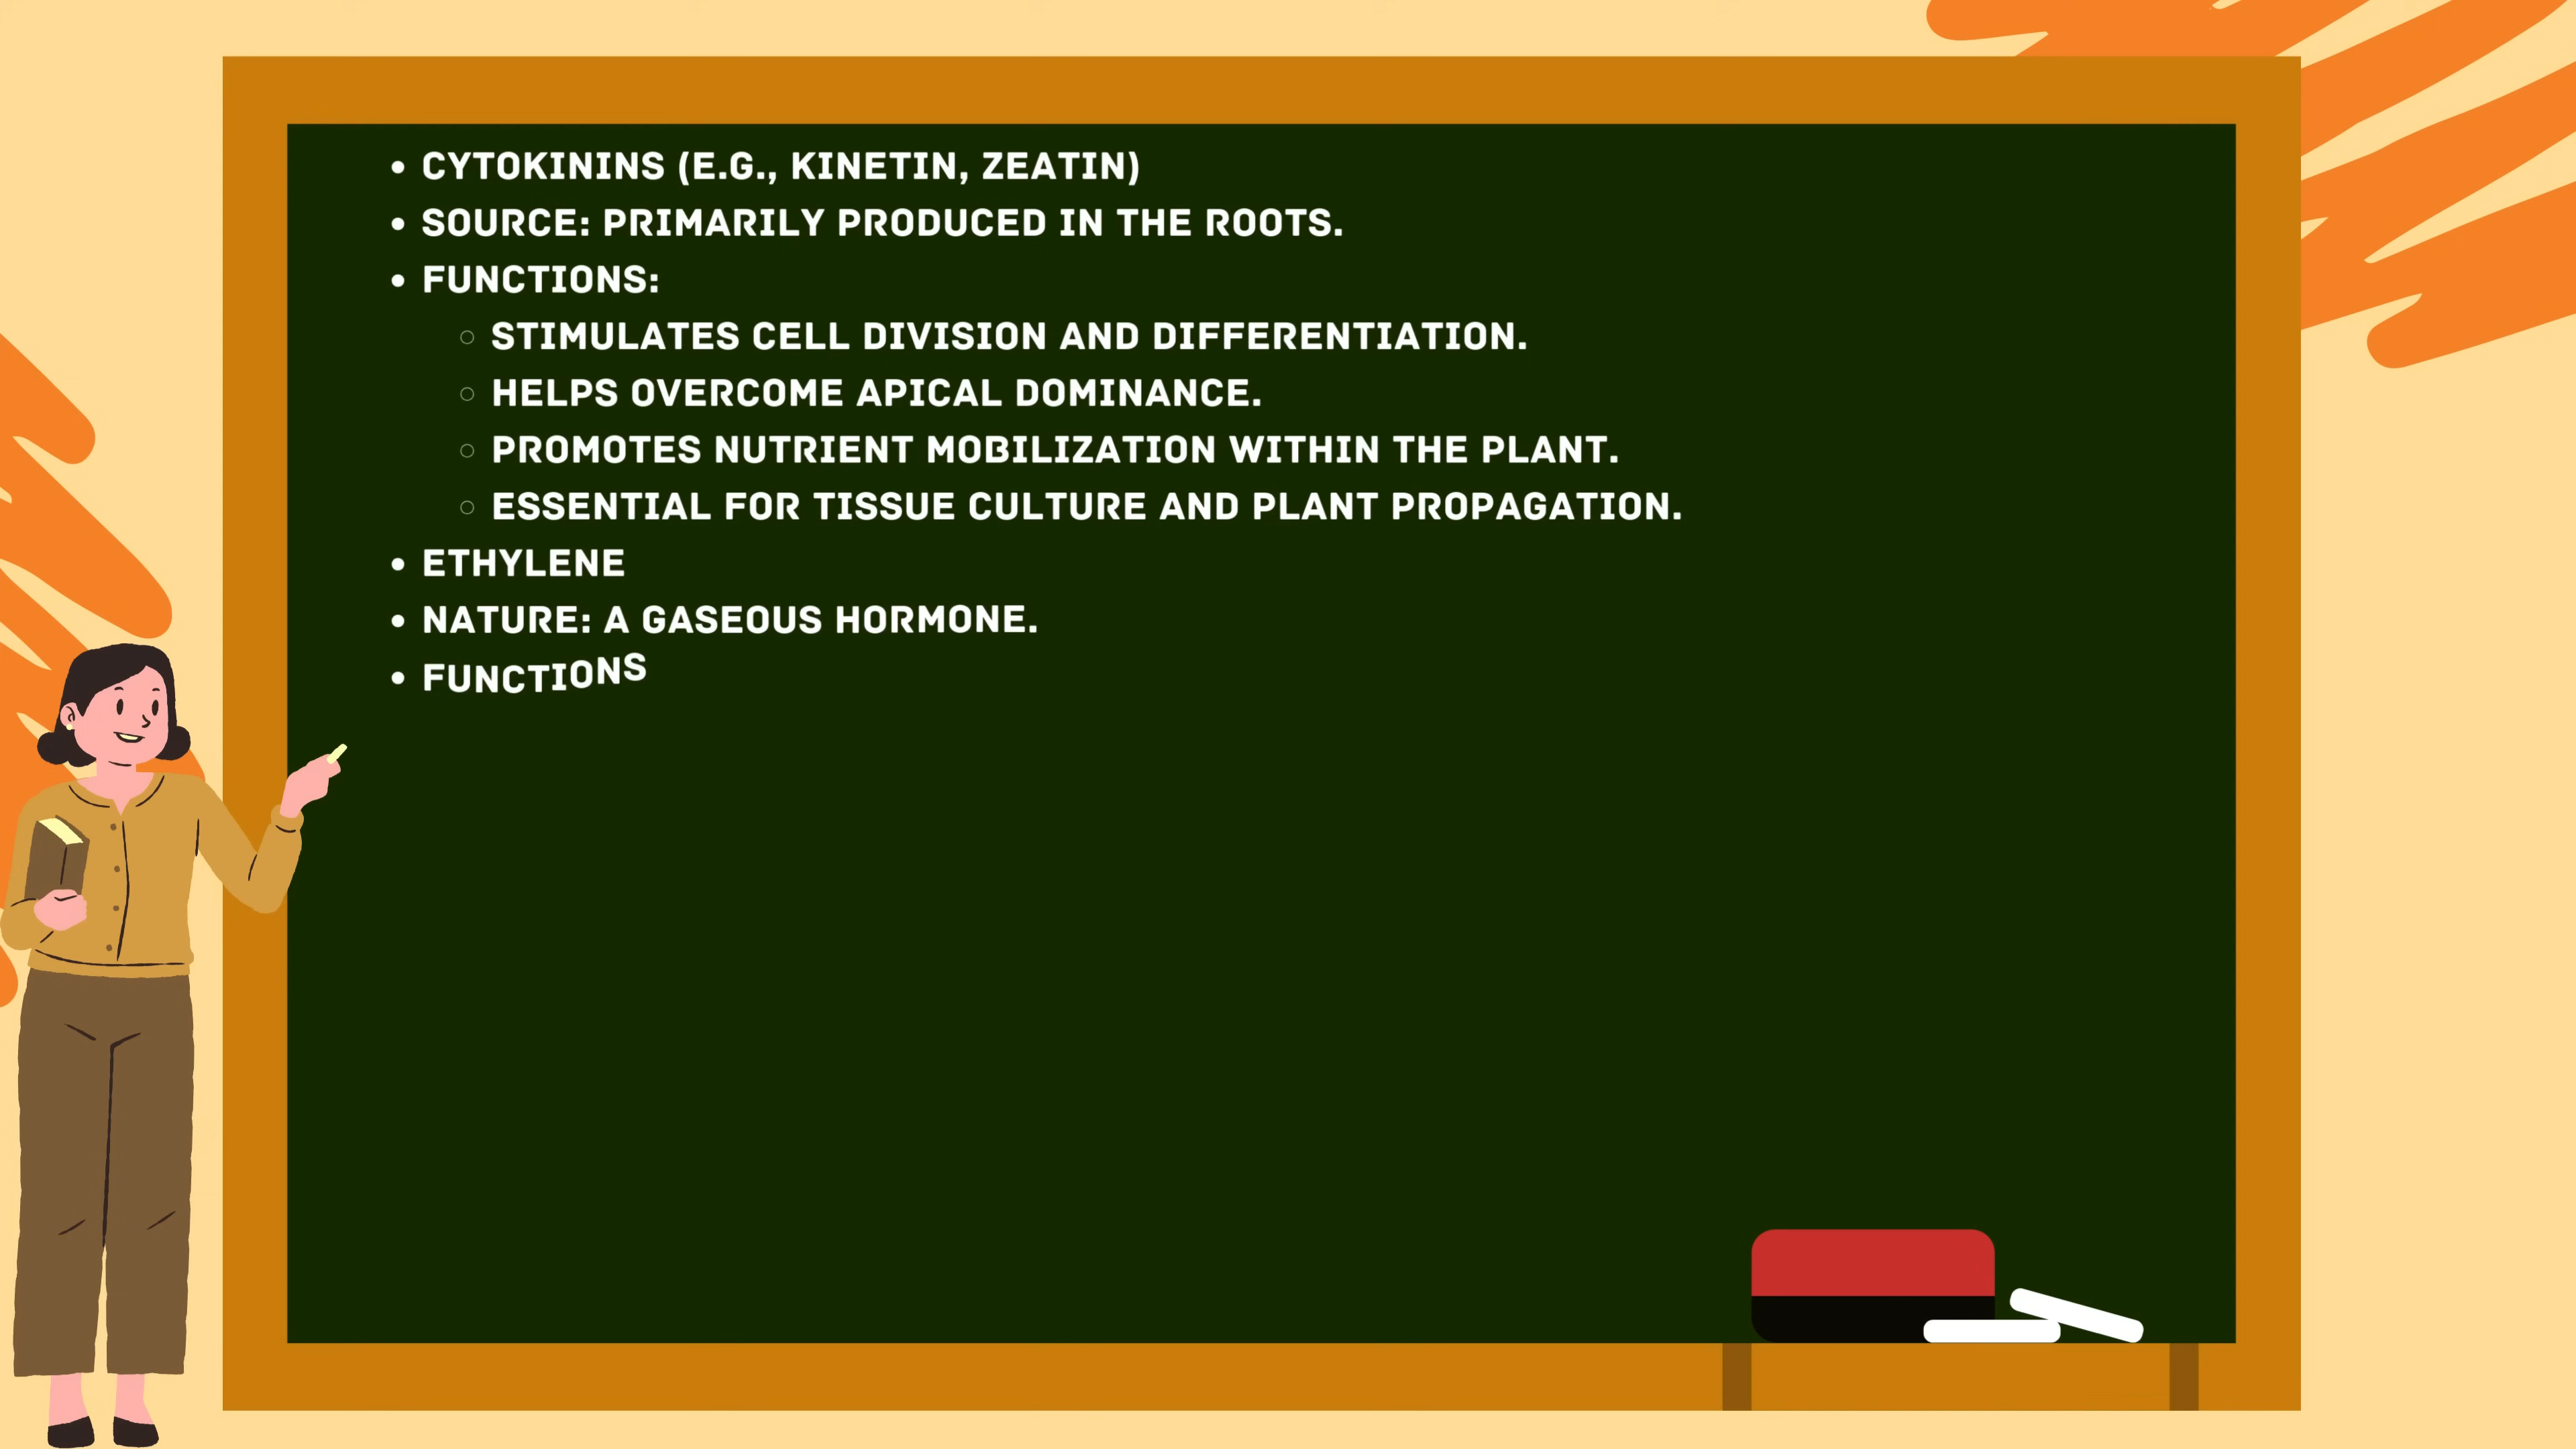 • CYTOKININS (E.G., KINETIN, ZEATIN)
• SOURCE: PRIMARILY PRODUCED IN THE ROOTS.
• FUNCTIONS:
○ STIMULATES CELL DIVISION AND DIFFERENTIATION.
○ HELPS OVERCOME APICAL DOMINANCE.
○ PROMOTES NUTRIENT MOBILIZATION WITHIN THE PLANT.
○ ESSENTIAL FOR TISSUE CULTURE AND PLANT PROPAGATION.
• ETHYLENE
• NATURE: A GASEOUS HORMONE.
• FUNCTIONS